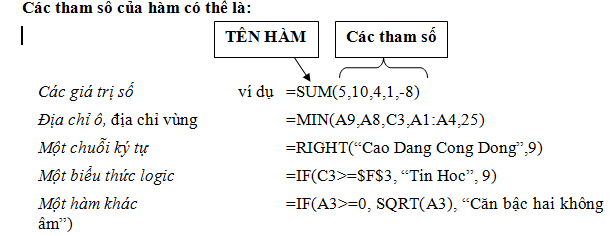 Các tham số của hàm có thể là:
TÊN HÀM Các tham số
Các giá trị số ví dụ =SUM(5,10,4,1,-8)
Địa chỉ ô, địa chỉ vùng =MIN(A9,A8,C3,A1:A4,25)
Một chuỗi ký tự =RIGHT(“Cao Dang Cong Dong”,9)
Một biểu thức logic =IF(C3>=$F$3, “Tin Hoc”, 9)
Một hàm khác =IF(A3>=0, SQRT(A3), “Căn bậc hai không
âm”)